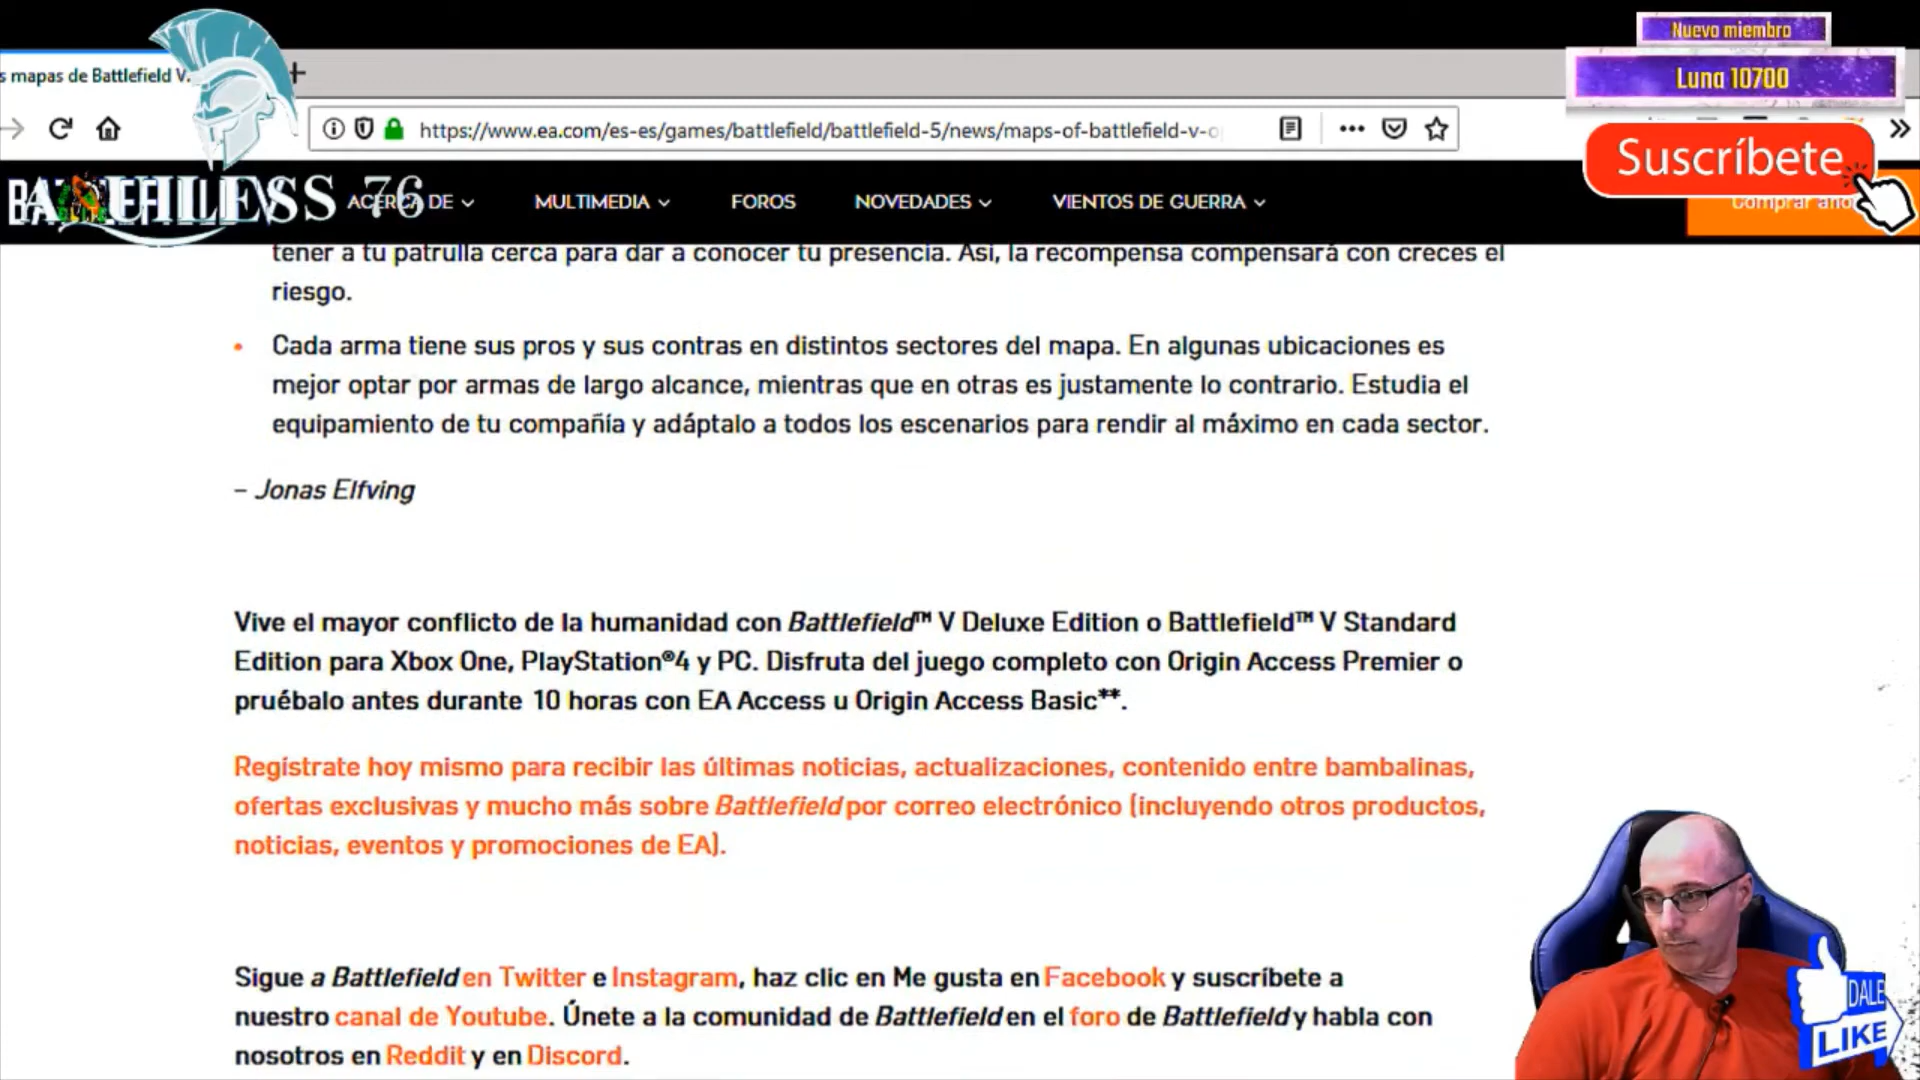 Nuevo miembro
s mapas de Battlefield V.
Luna 10700
https://www.ea.com/es-es/games/battlefield/battlefield-5/news/maps-of-battlefield-v-o
Suscríbete
76
ACERCA DE
MULTIMEDIA
FOROS
NOVEDADES
VIENTOS DE GUERRA
Comprar aho
tener a tu patrulla cerca para dar a conocer tu presencia. Así, la recompensa compensará con creces el
riesgo.
• Cada arma tiene sus pros y sus contras en distintos sectores del mapa. En algunas ubicaciones es
mejor optar por armas de largo alcance, mientras que en otras es justamente lo contrario. Estudia el
equipamiento de tu compañía y adáptalo a todos los escenarios para rendir al máximo en cada sector.
– Jonas Elfving
Vive el mayor conflicto de la humanidad con Battlefield™ V Deluxe Edition o Battlefield™ V Standard
Edition para Xbox One, PlayStation®4 y PC. Disfruta del juego completo con Origin Access Premier o
pruébalo antes durante 10 horas con EA Access u Origin Access Basic**.
Regístrate hoy mismo para recibir las últimas noticias, actualizaciones, contenido entre bambalinas,
ofertas exclusivas y mucho más sobre Battlefield por correo electrónico (incluyendo otros productos,
noticias, eventos y promociones de EA).
Sigue a Battlefield en Twitter e Instagram, haz clic en Me gusta en Facebook y suscríbete a
nuestro canal de Youtube. Únete a la comunidad de Battlefield en el foro de Battlefield y habla con
nosotros en Reddit y en Discord.
DALE
LIKE